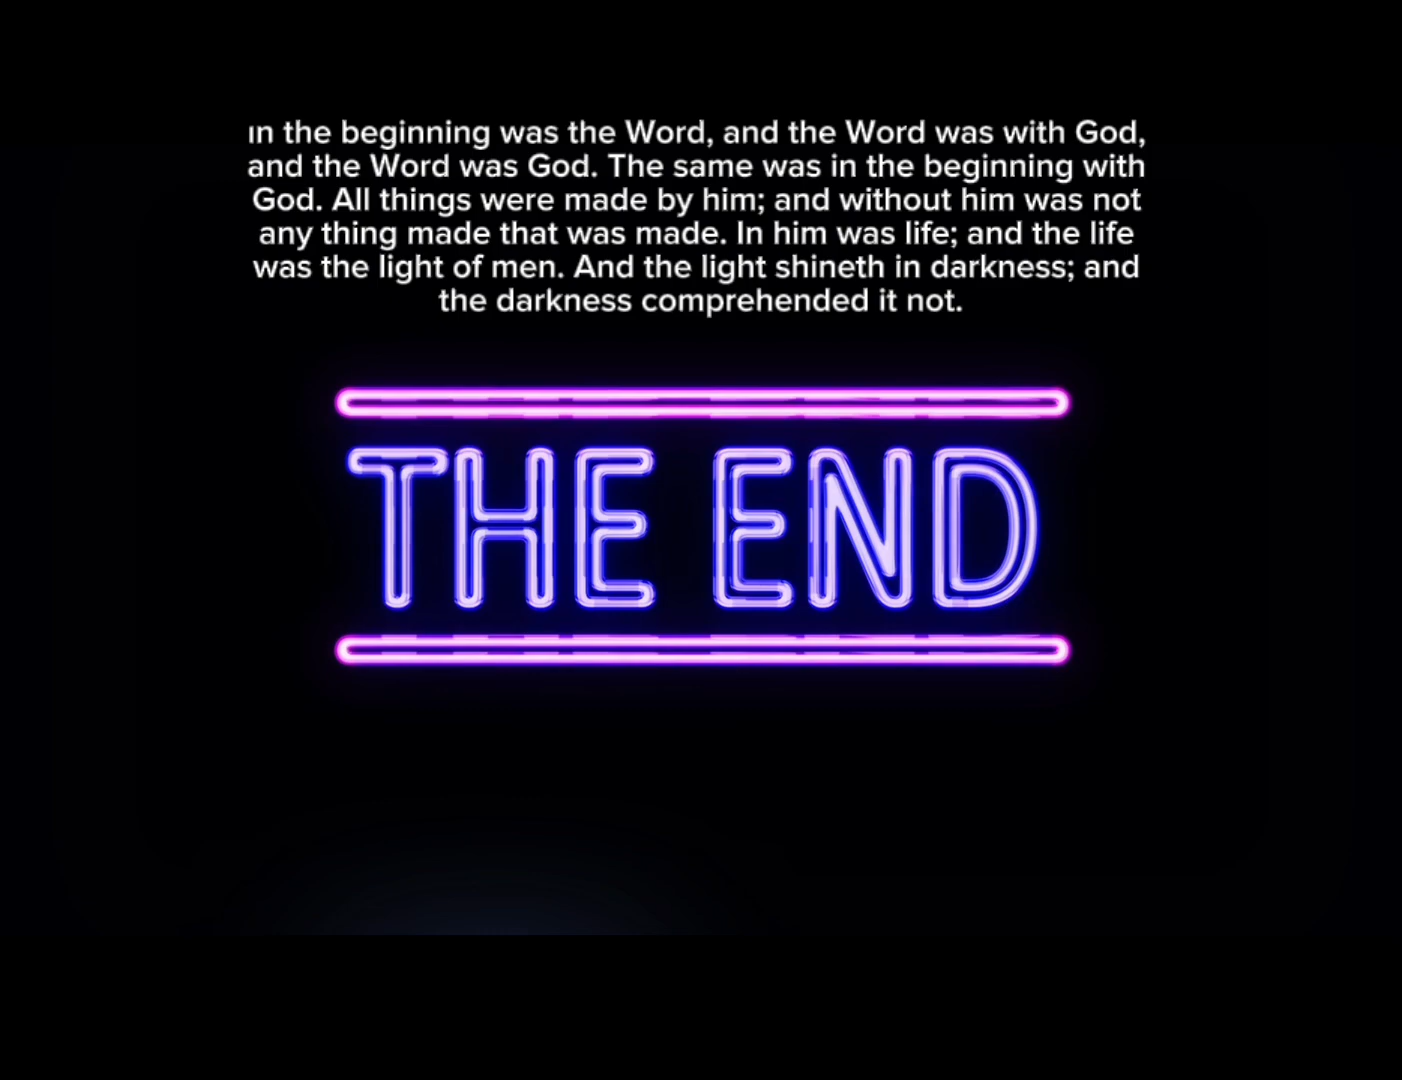 In the beginning was the Word, and the Word was with God,
and the Word was God. The same was in the beginning with
God. All things were made by him; and without him was not
any thing made that was made. In him was life; and the life
was the light of men. And the light shineth in darkness; and
the darkness comprehended it not.
THE END